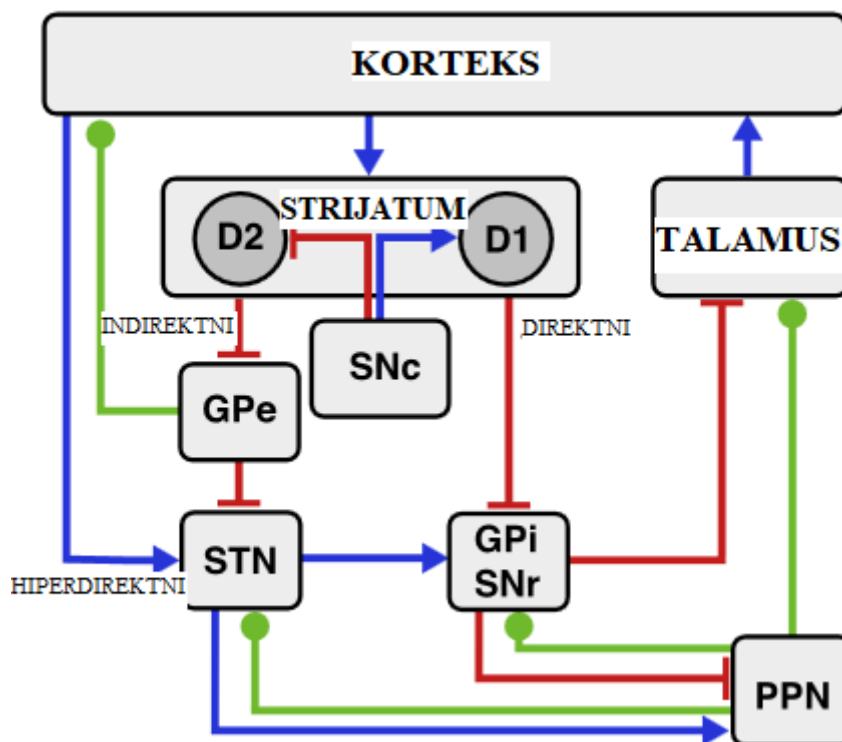 KORTEKS
STRIJATUM
D2
D1
TALAMUS
INDIREKTNI
DIREKTNI
SNc
GPe
STN
GPi
SNr
HIPERDIREKTNI
PPN